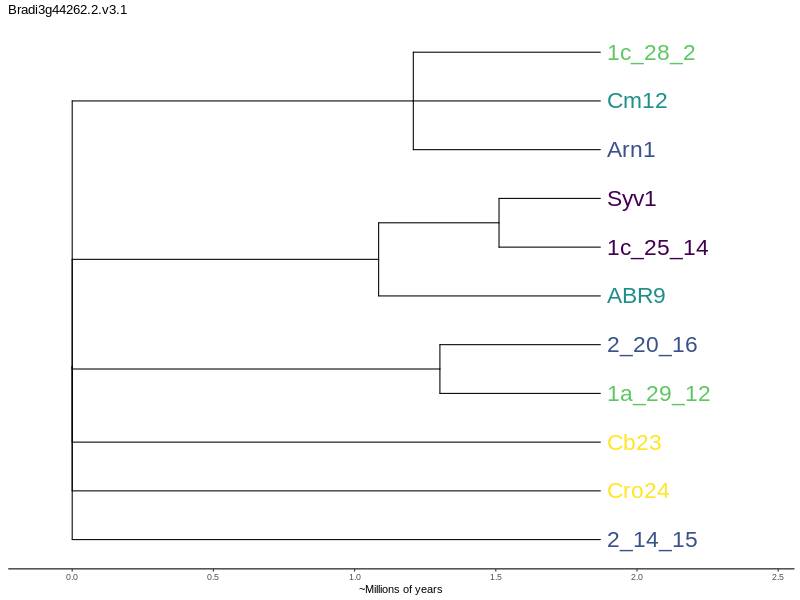 Bradi3g44262.2.v3.1
1c_28_2
Cm12
Arn1
Syv1
1c_25_14
ABR9
2_20_16
1a_29_12
Cb23
Cro24
2_14_15
0.0 0.5 1.0 1.5 2.0 2.5
~Millions of years